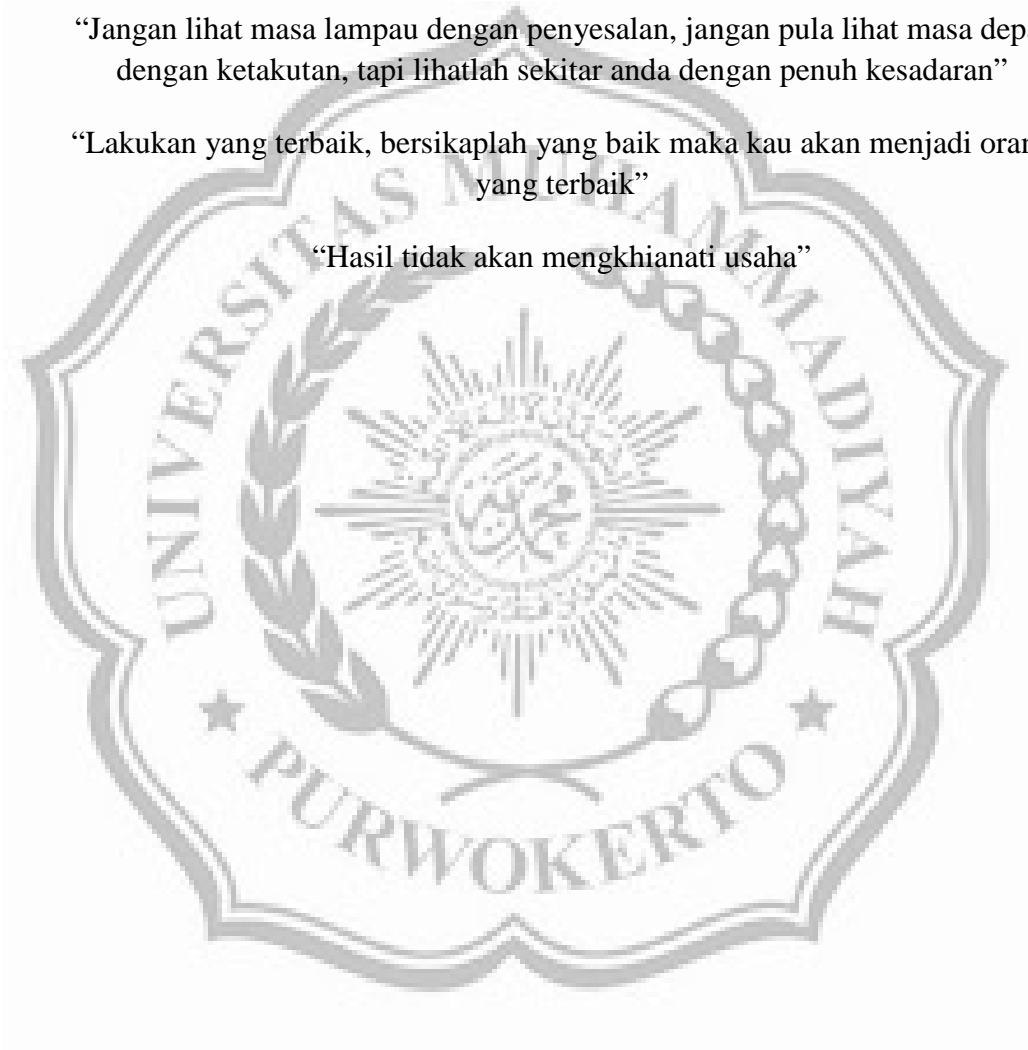 “Jangan lihat masa lampau dengan penyesalan, jangan pula lihat masa dep
dengan ketakutan, tapi lihatlah sekitar anda dengan penuh kesadaran”
“Lakukan yang terbaik, bersikaplah yang baik maka kau akan menjadi oran
yang terbaik”
“Hasil tidak akan mengkhianati usaha”
UNIVERSITAS MUHAMMADIYAH
PURWOKERTO